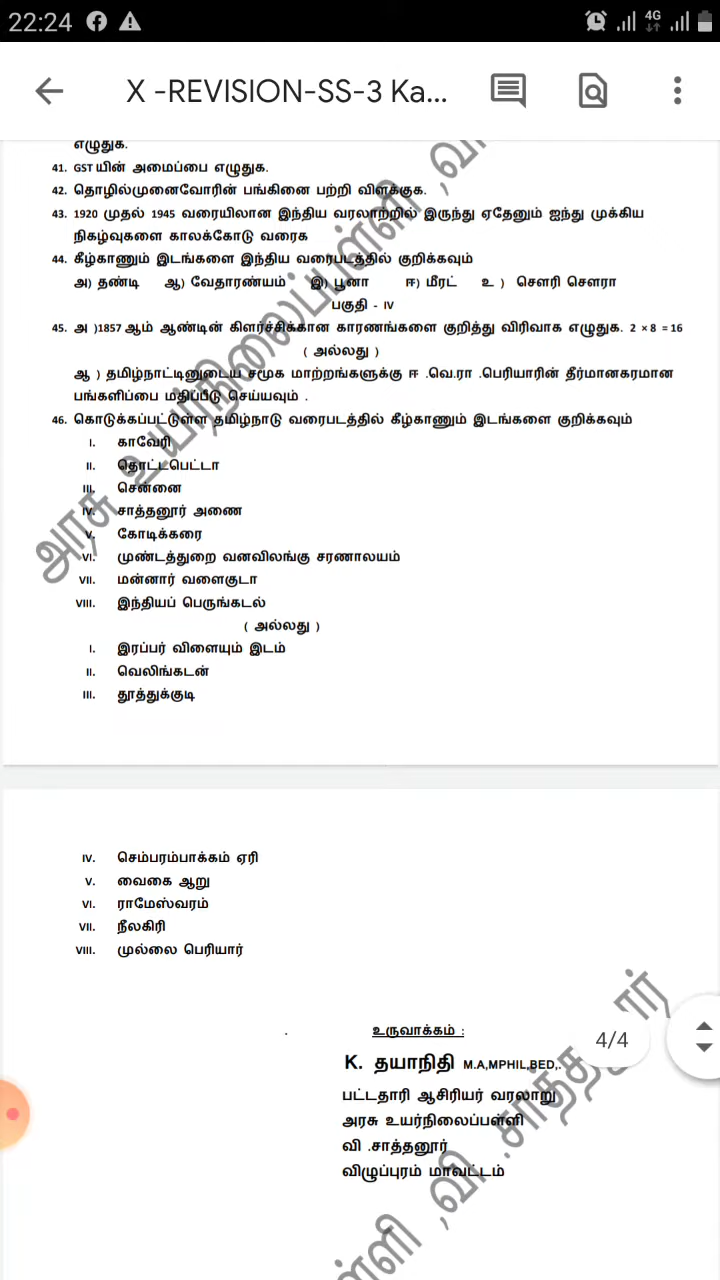 22:24 4G
X -REVISION-SS-3 Ka...
எழுதுக.
41. GST யின் அமைப்பை எழுதுக.
42. தொழில்முனைவோரின் பங்கினை பற்றி விளக்குக.
43. 1920 முதல் 1945 வரையிலான இந்திய வரலாற்றில் இருந்து ஏதேனும் ஐந்து முக்கிய
நிகழ்வுகளை காலக்கோடு வரைக
44. கீழ்காணும் இடங்களை இந்திய வரைபடத்தில் குறிக்கவும்
அ) தண்டி ஆ) வேதாரண்யம் இ) பூனா ஈ) மீரட் உ ) சௌரி சௌரா
பகுதி - IV
45. அ )1857 ஆம் ஆண்டின் கிளர்ச்சிக்கான காரணங்களை குறித்து விரிவாக எழுதுக. 2 × 8 = 16
( அல்லது )
ஆ ) தமிழ்நாட்டினுடைய சமூக மாற்றங்களுக்கு ஈ .வெ.ரா .பெரியாரின் தீர்மானகரமான
பங்களிப்பை மதிப்பீடு செய்யவும் .
46. கொடுக்கப்பட்டுள்ள தமிழ்நாடு வரைபடத்தில் கீழ்காணும் இடங்களை குறிக்கவும்
I. காவேரி
II. தொட்டபெட்டா
III. சென்னை
IV. சாத்தனூர் அணை
V. கோடிக்கரை
VI. முண்டத்துறை வனவிலங்கு சரணாலயம்
VII. மன்னார் வளைகுடா
VIII. இந்தியப் பெருங்கடல்
( அல்லது )
I. இரப்பர் விளையும் இடம்
II. வெலிங்கடன்
III. தூத்துக்குடி
IV. செம்பரம்பாக்கம் ஏரி
V. வைகை ஆறு
VI. ராமேஸ்வரம்
VII. நீலகிரி
VIII. முல்லை பெரியார்
உருவாக்கம் :
4/4
K. தயாநிதி M.A,MPHIL,BED,.
பட்டதாரி ஆசிரியர் வரலாறு
அரசு உயர்நிலைப்பள்ளி
வி .சாத்தனூர்
விழுப்புரம் மாவட்டம்
அரசு உயர்நிலைப்பள்ளி ,வி
ள்ளி ,வி .சாத்தனூர்